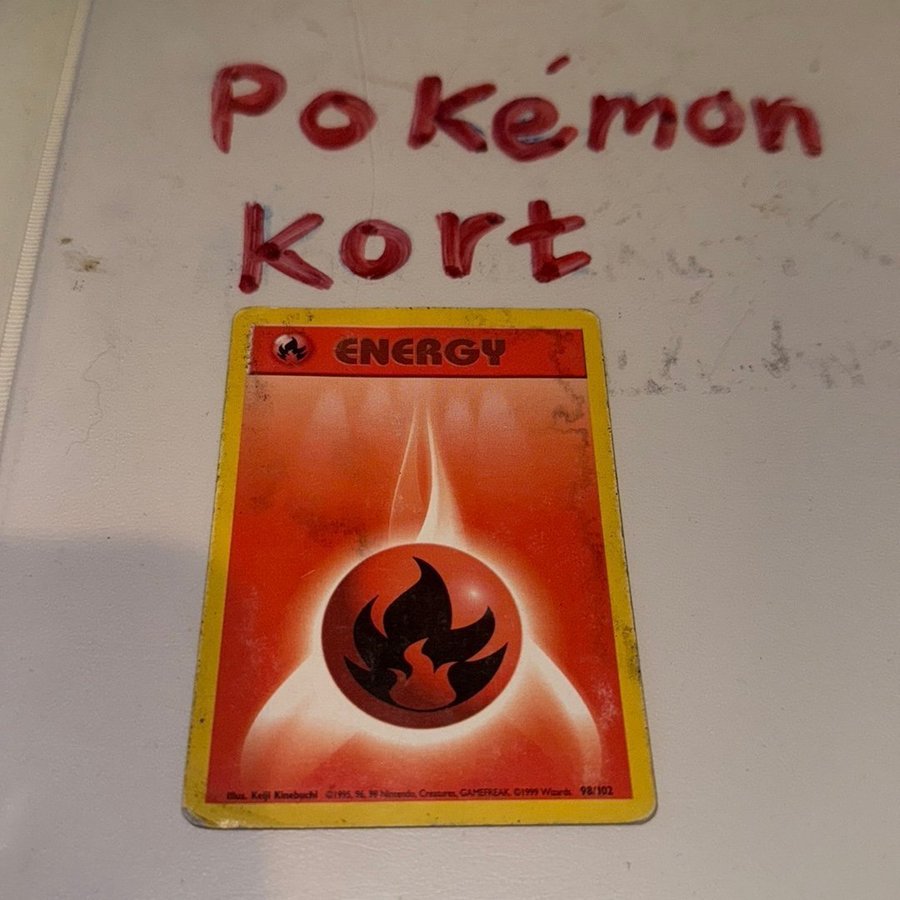 Pokémon
Kort
ENERGY
Illus. Keiji Kinebuchi ©1995, 96, 98 Nintendo, Creatures, GAMEFREAK. ©1999 Wizards. 98/102